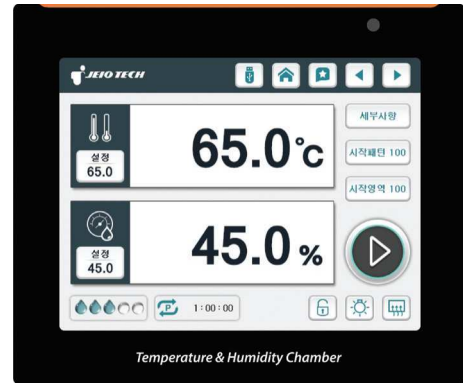 JEIO TECH
설정
65.0
65.0℃
세부사항
시작패턴 100
시작영역 100
설정
45.0
45.0 %
P
1:00:00
Temperature & Humidity Chamber